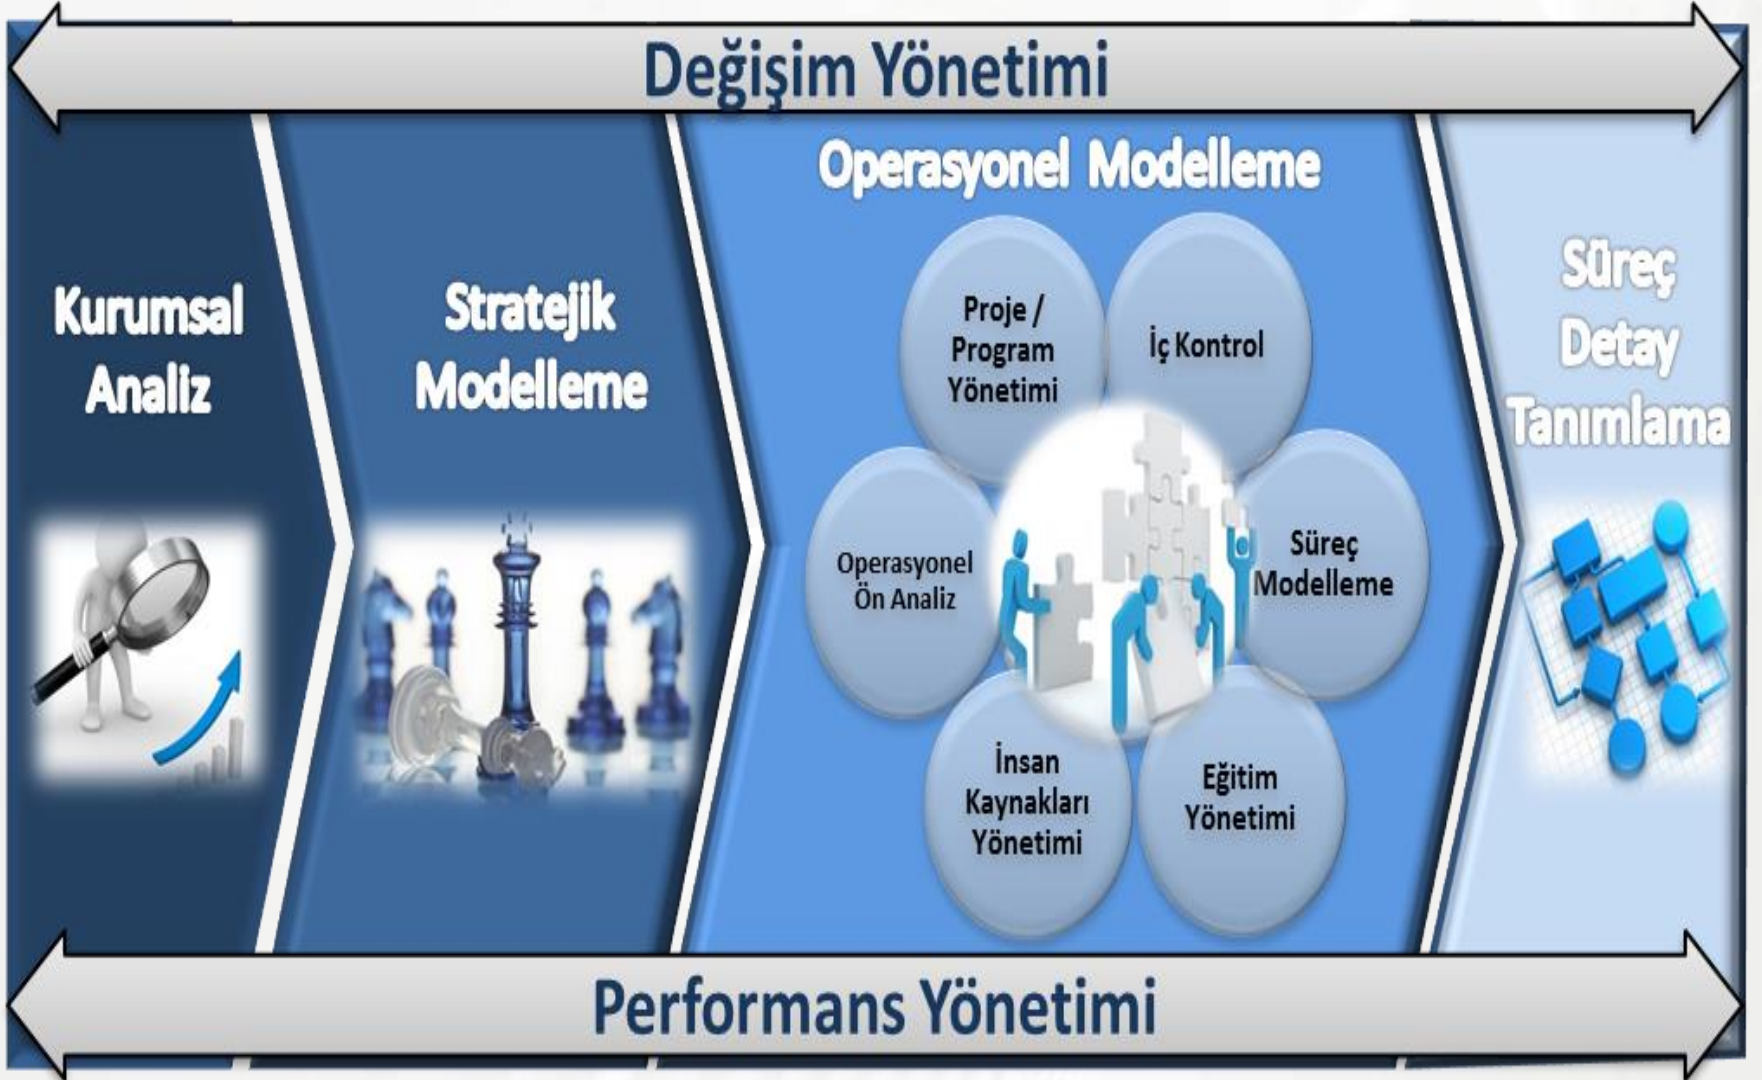 Değişim Yönetimi
Kurumsal
Analiz
Stratejik
Modelleme
Operasyonel Modelleme
Proje /
Program
Yönetimi
İç Kontrol
Operasyonel
Ön Analiz
Süreç
Modelleme
İnsan
Kaynakları
Yönetimi
Eğitim
Yönetimi
Süreç
Detay
Tanımlama
Performans Yönetimi